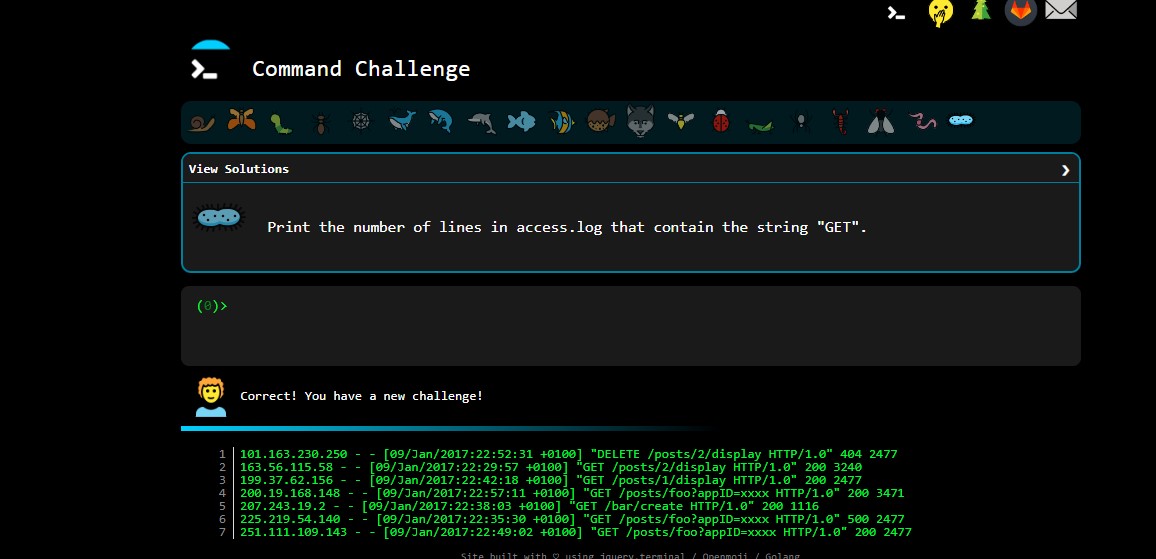 Command Challenge
View Solutions
Print the number of lines in access.log that contain the string "GET".
(0)>
Correct! You have a new challenge!
1 101.163.230.250 - - [09/Jan/2017:22:52:31 +0100] "DELETE /posts/2/display HTTP/1.0" 404 2477
2 163.56.115.58 - - [09/Jan/2017:22:29:57 +0100] "GET /posts/2/display HTTP/1.0" 200 3240
3 199.37.62.156 - - [09/Jan/2017:22:42:18 +0100] "GET /posts/1/display HTTP/1.0" 200 2477
4 200.19.168.148 - - [09/Jan/2017:22:57:11 +0100] "GET /posts/foo?appID=xxxx HTTP/1.0" 200 3471
5 207.243.19.2 - - [09/Jan/2017:22:38:03 +0100] "GET /bar/create HTTP/1.0" 200 1116
6 225.219.54.140 - - [09/Jan/2017:22:35:30 +0100] "GET /posts/foo?appID=xxxx HTTP/1.0" 500 2477
7 251.111.109.143 - - [09/Jan/2017:22:49:02 +0100] "GET /posts/foo?appID=xxxx HTTP/1.0" 200 2477
Site built with ♡ using jquery.terminal / Openmoji / Golang